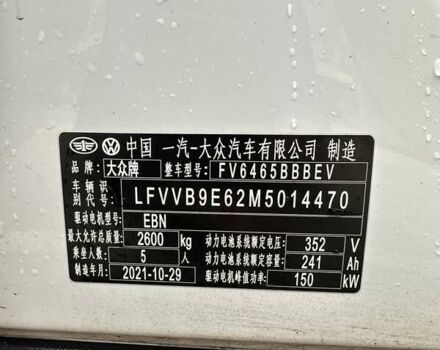 中国 一汽-大众汽车有限公司 制造
品牌:大众牌 整车型号: FV6465BBBEV
车辆识别代号: LFVVB9E62M5014470
驱动电机型号: EBN
最大允许总质量: 2600 kg 动力电池系统额定电压: 352 V
乘坐人数: 5 人 动力电池系统额定容量: 241 Ah
制造年月: 2021-10-29 驱动电机峰值功率: 150 kW